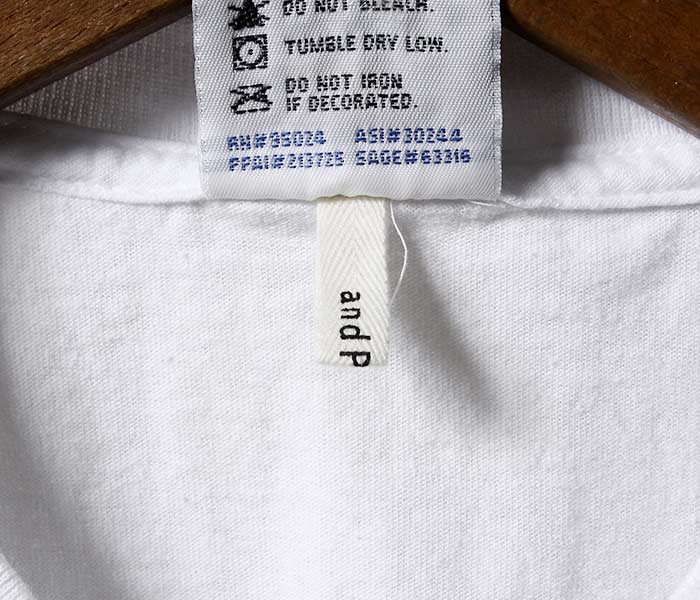 DO NOT BLEACH.
TUMBLE DRY LOW.
DO NOT IRON
IF DECORATED.
RN#95024 ASI#30244
PPAI#213725 SAGE#63316
and P